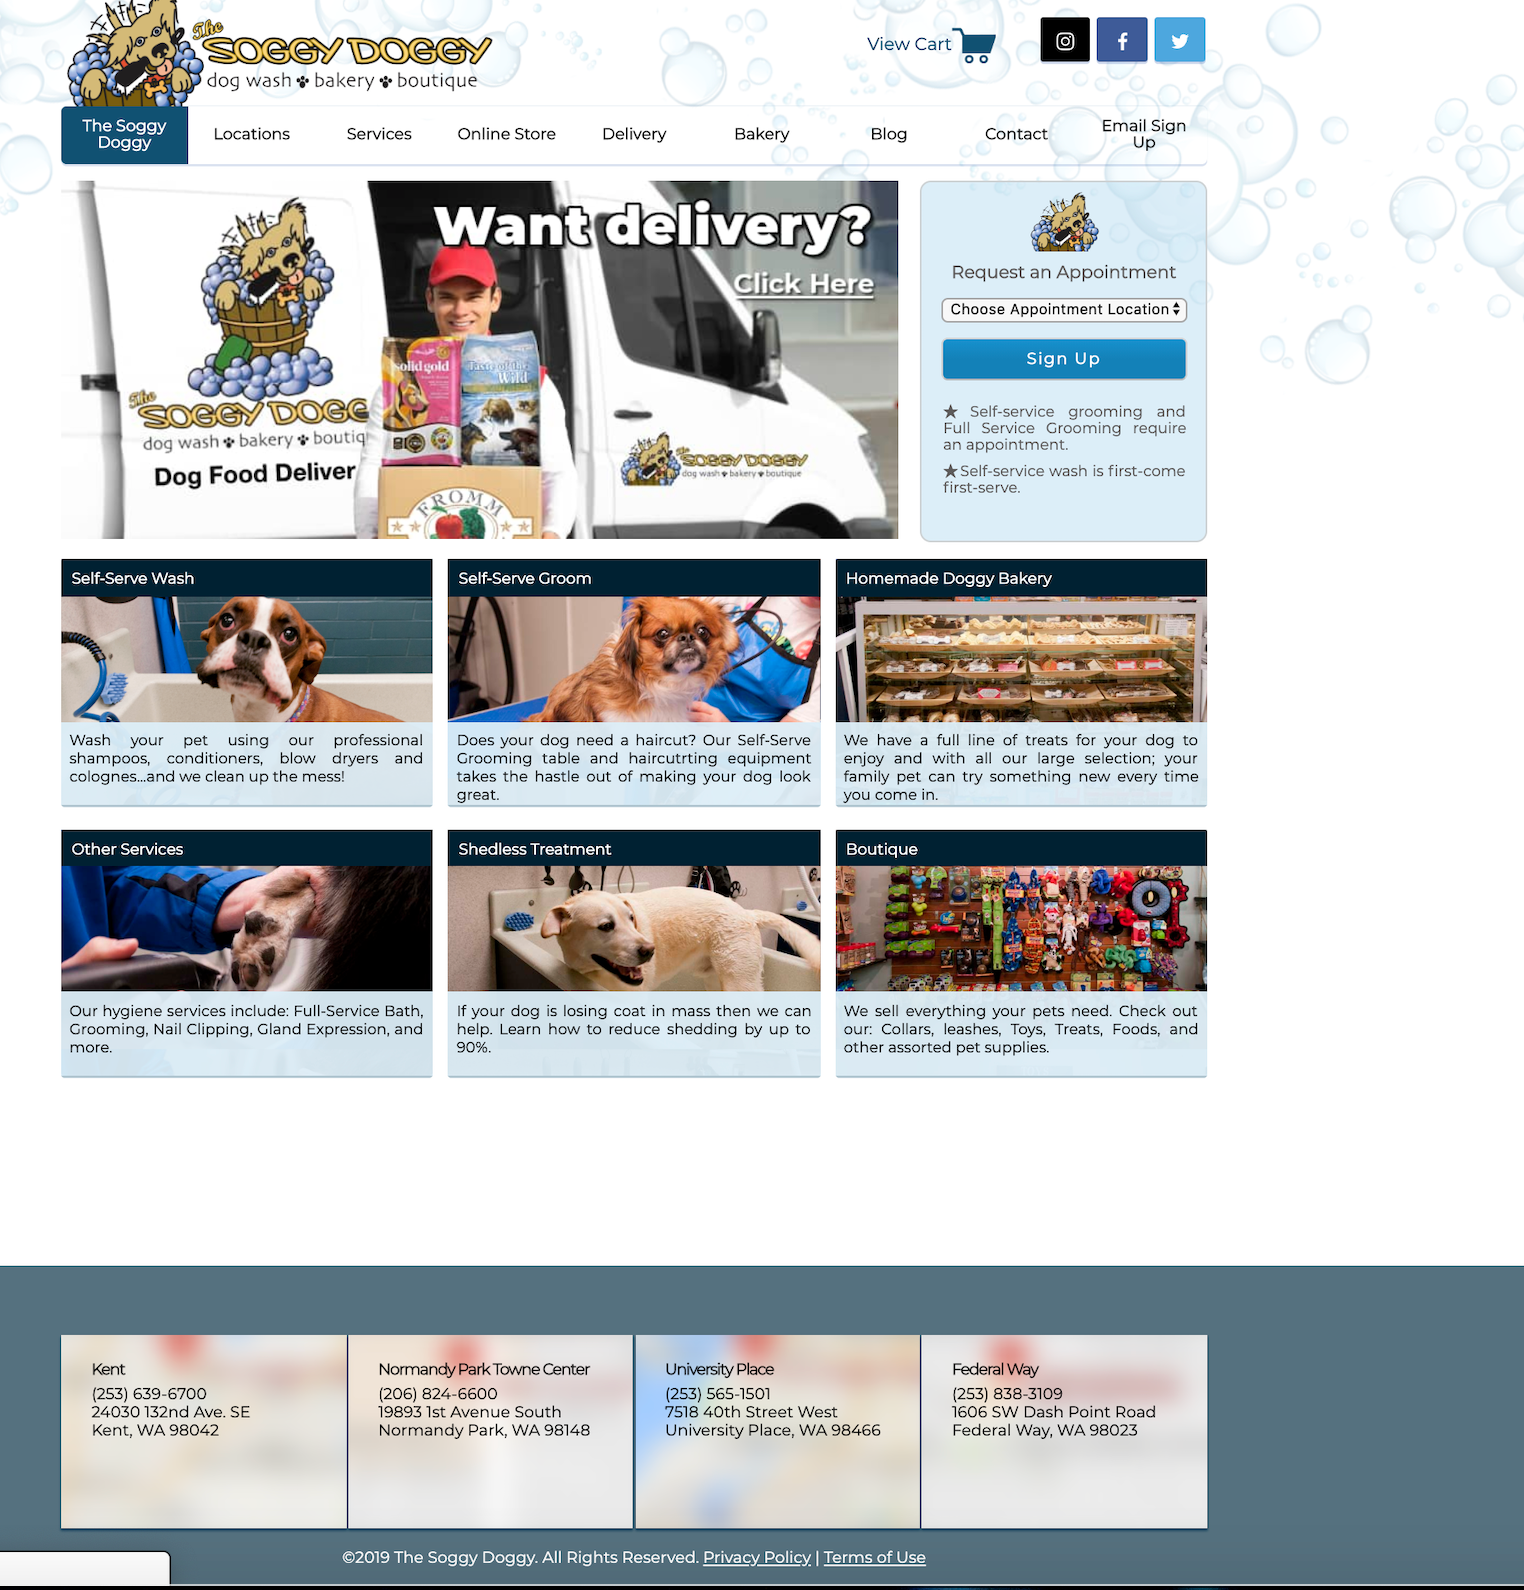 The
SOGGY DOGGY
dog wash bakery boutique
View Cart
The Soggy
Doggy
Locations
Services
Online Store
Delivery
Bakery
Blog
Contact
Email Sign
Up
Want delivery?
Click Here
The
SOGGY DOGG
dog wash bakery boutiq
Dog Food Deliver
solid gold
Taste of the
Wild
FROMM
The
SOGGY DOGGY
dog wash bakery boutique
Request an Appointment
Choose Appointment Location
Sign Up
★ Self-service grooming and
Full Service Grooming require
an appointment.
★Self-service wash is first-come
first-serve.
Self-Serve Wash
Wash your pet using our professional
shampoos, conditioners, blow dryers and
colognes...and we clean up the mess!
Self-Serve Groom
Does your dog need a haircut? Our Self-Serve
Grooming table and haircutrting equipment
takes the hastle out of making your dog look
great.
Homemade Doggy Bakery
We have a full line of treats for your dog to
enjoy and with all our large selection; your
family pet can try something new every time
you come in.
Other Services
Our hygiene services include: Full-Service Bath,
Grooming, Nail Clipping, Gland Expression, and
more.
Shedless Treatment
If your dog is losing coat in mass then we can
help. Learn how to reduce shedding by up to
90%.
Boutique
We sell everything your pets need. Check out
our: Collars, leashes, Toys, Treats, Foods, and
other assorted pet supplies.
Kent
(253) 639-6700
24030 132nd Ave. SE
Kent, WA 98042
Normandy Park Towne Center
(206) 824-6600
19893 1st Avenue South
Normandy Park, WA 98148
University Place
(253) 565-1501
7518 40th Street West
University Place, WA 98466
Federal Way
(253) 838-3109
1606 SW Dash Point Road
Federal Way, WA 98023
©2019 The Soggy Doggy. All Rights Reserved. Privacy Policy | Terms of Use